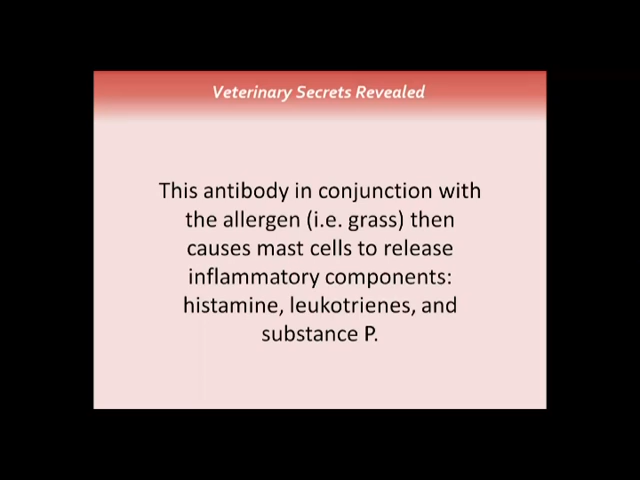 Veterinary Secrets Revealed
This antibody in conjunction with
the allergen (i.e. grass) then
causes mast cells to release
inflammatory components:
histamine, leukotrienes, and
substance P.